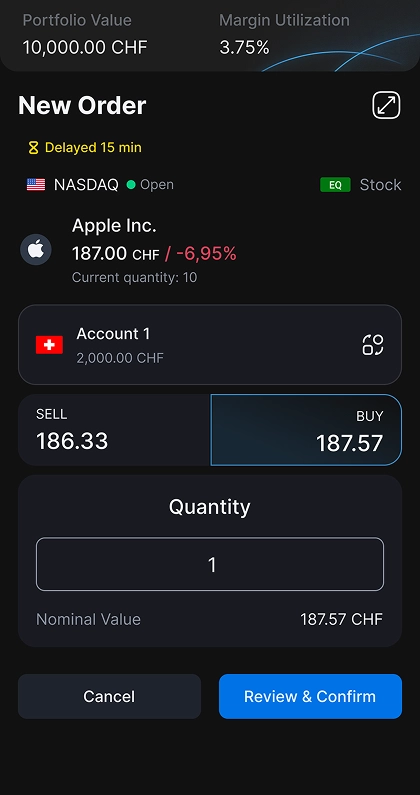 Portfolio Value Margin Utilization
10,000.00 CHF 3.75%
New Order
Delayed 15 min
NASDAQ Open EQ Stock
Apple Inc.
187.00 CHF / -6,95%
Current quantity: 10
Account 1
2,000.00 CHF
SELL BUY
186.33 187.57
Quantity
1
Nominal Value 187.57 CHF
Cancel Review & Confirm